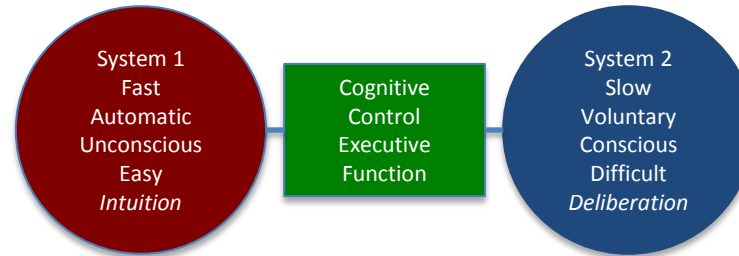 System 1
Fast
Automatic
Unconscious
Easy
Intuition
Cognitive
Control
Executive
Function
System 2
Slow
Voluntary
Conscious
Difficult
Deliberation